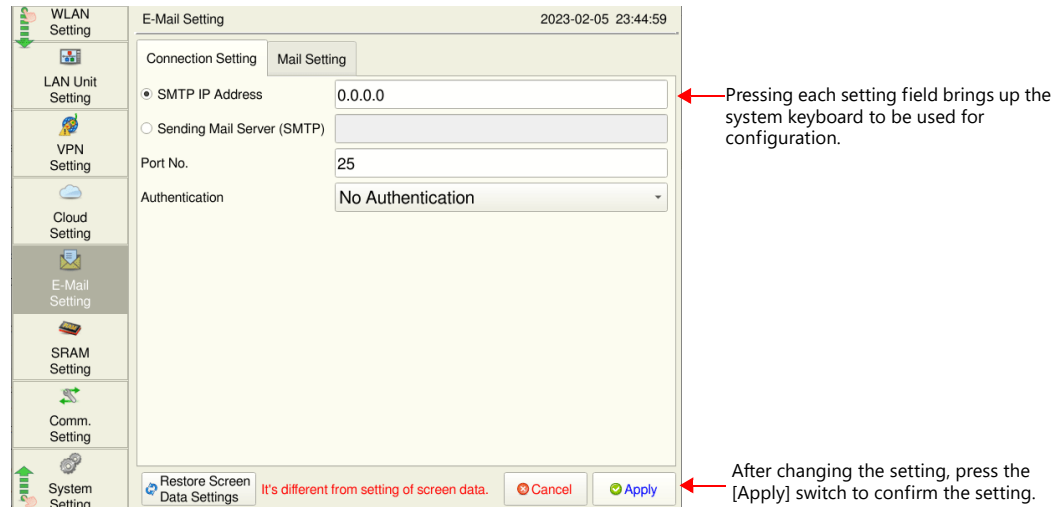 WLAN
Setting
LAN Unit
Setting
VPN
Setting
Cloud
Setting
E-Mail
Setting
SRAM
Setting
Comm.
Setting
System
Setting
E-Mail Setting
2023-02-05 23:44:59
Connection Setting
Mail Setting
SMTP IP Address
0.0.0.0
Sending Mail Server (SMTP)
Port No.
25
Authentication
No Authentication
Restore Screen
Data Settings
It's different from setting of screen data.
Cancel
Apply
Pressing each setting field brings up the
system keyboard to be used for
configuration.
After changing the setting, press the
[Apply] switch to confirm the setting.